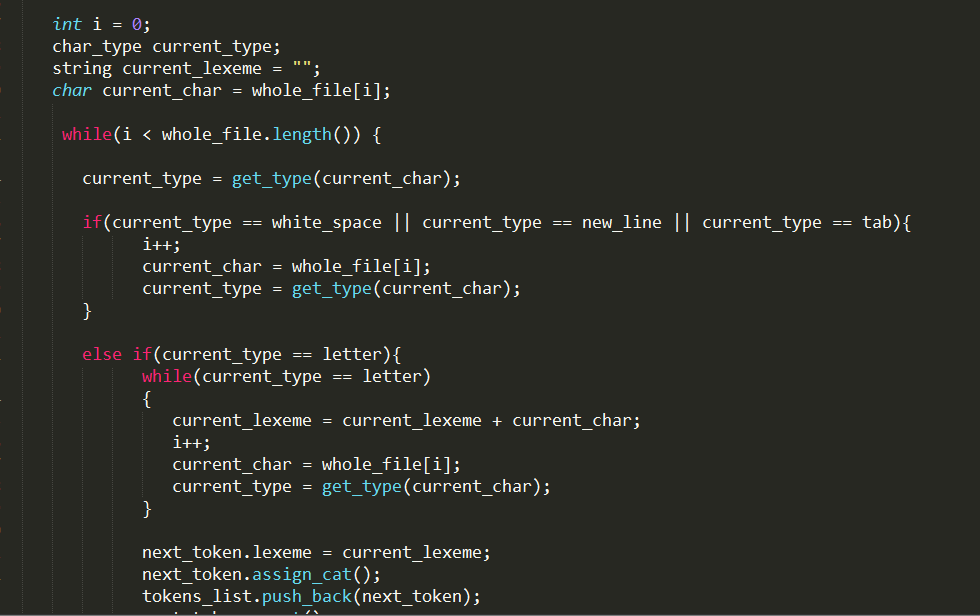 int i = 0;
char_type current_type;
string current_lexeme = "";
char current_char = whole_file[i];
while(i < whole_file.length()) {
current_type = get_type(current_char);
if(current_type == white_space || current_type == new_line || current_type == tab){
i++;
current_char = whole_file[i];
current_type = get_type(current_char);
}
else if(current_type == letter){
while(current_type == letter)
{
current_lexeme = current_lexeme + current_char;
i++;
current_char = whole_file[i];
current_type = get_type(current_char);
}
next_token.lexeme = current_lexeme;
next_token.assign_cat();
tokens_list.push_back(next_token);